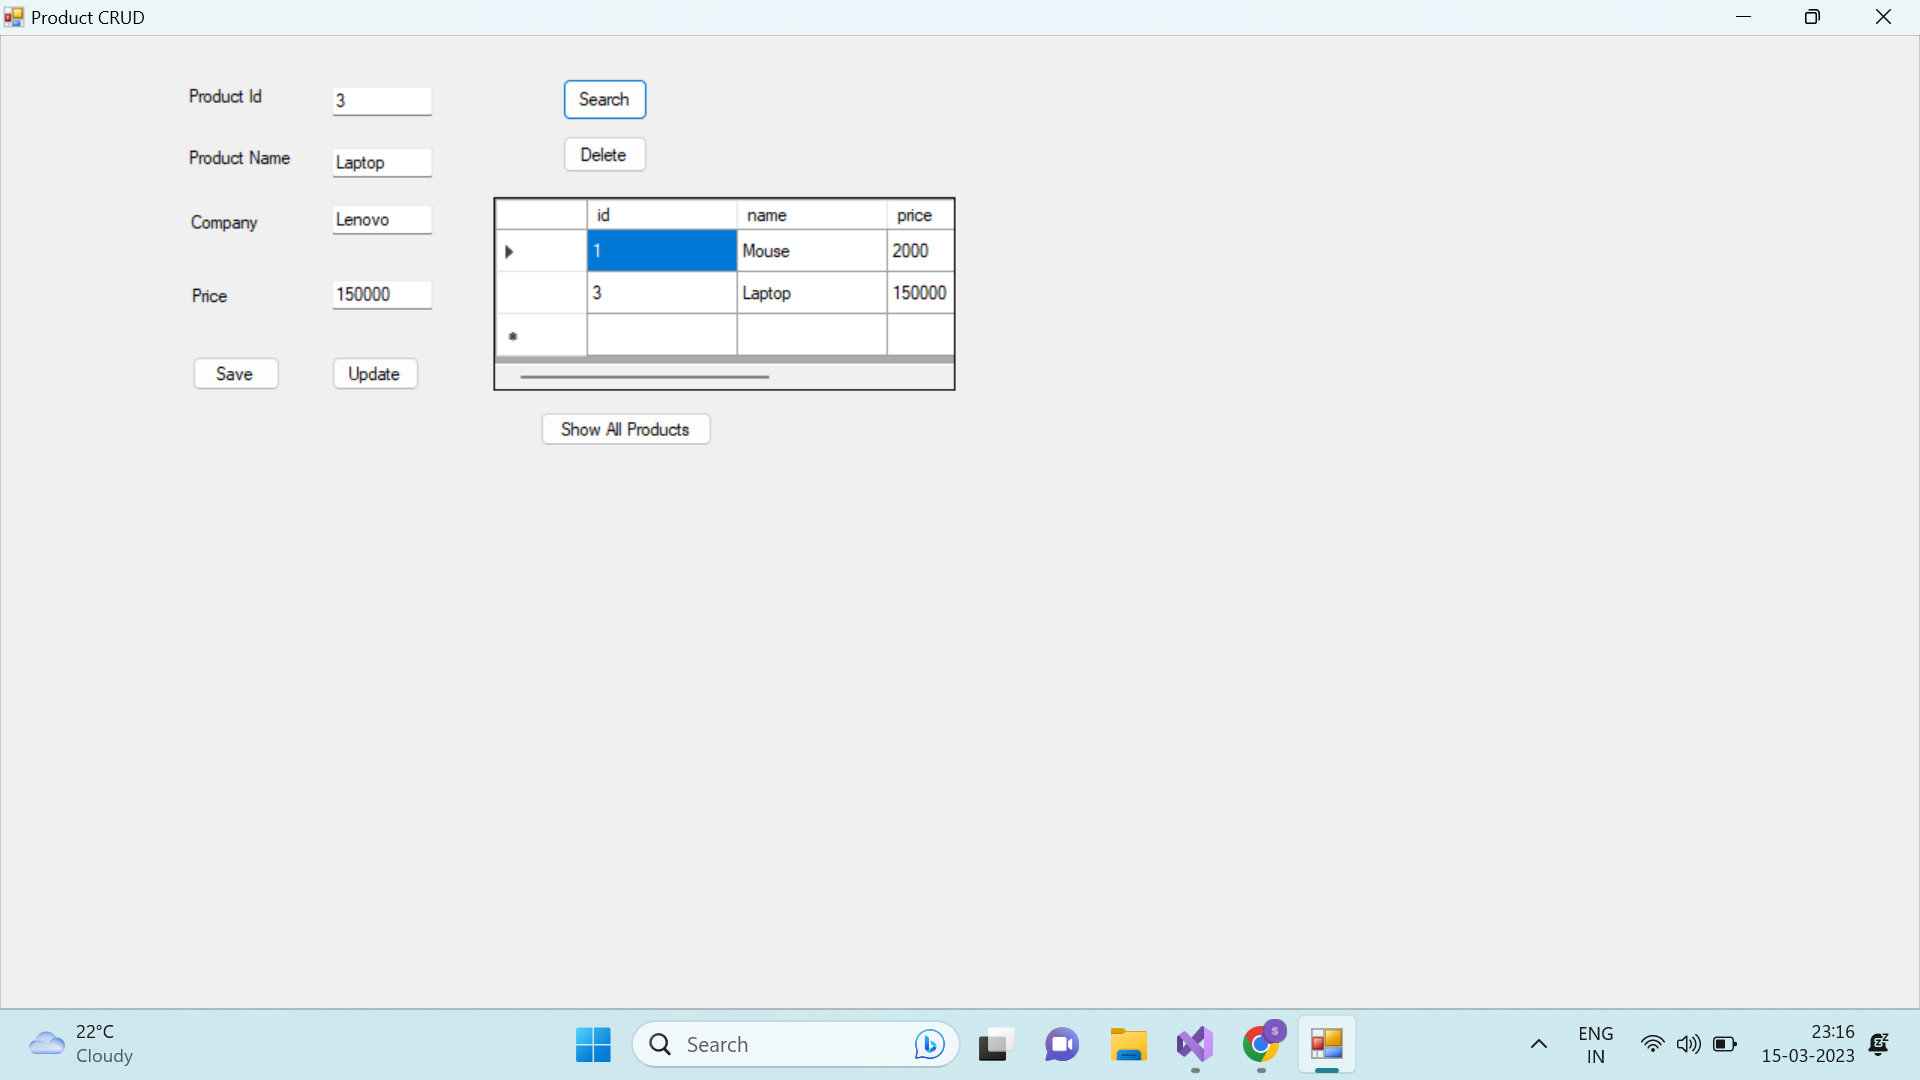 Product CRUD
Product Id
3
Search
Product Name
Laptop
Delete
Company
Lenovo
Price
150000
Save
Update
id name price
1 Mouse 2000
3 Laptop 150000
Show All Products
22°C
Cloudy
Search
S
ENG
IN
23:16
15-03-2023